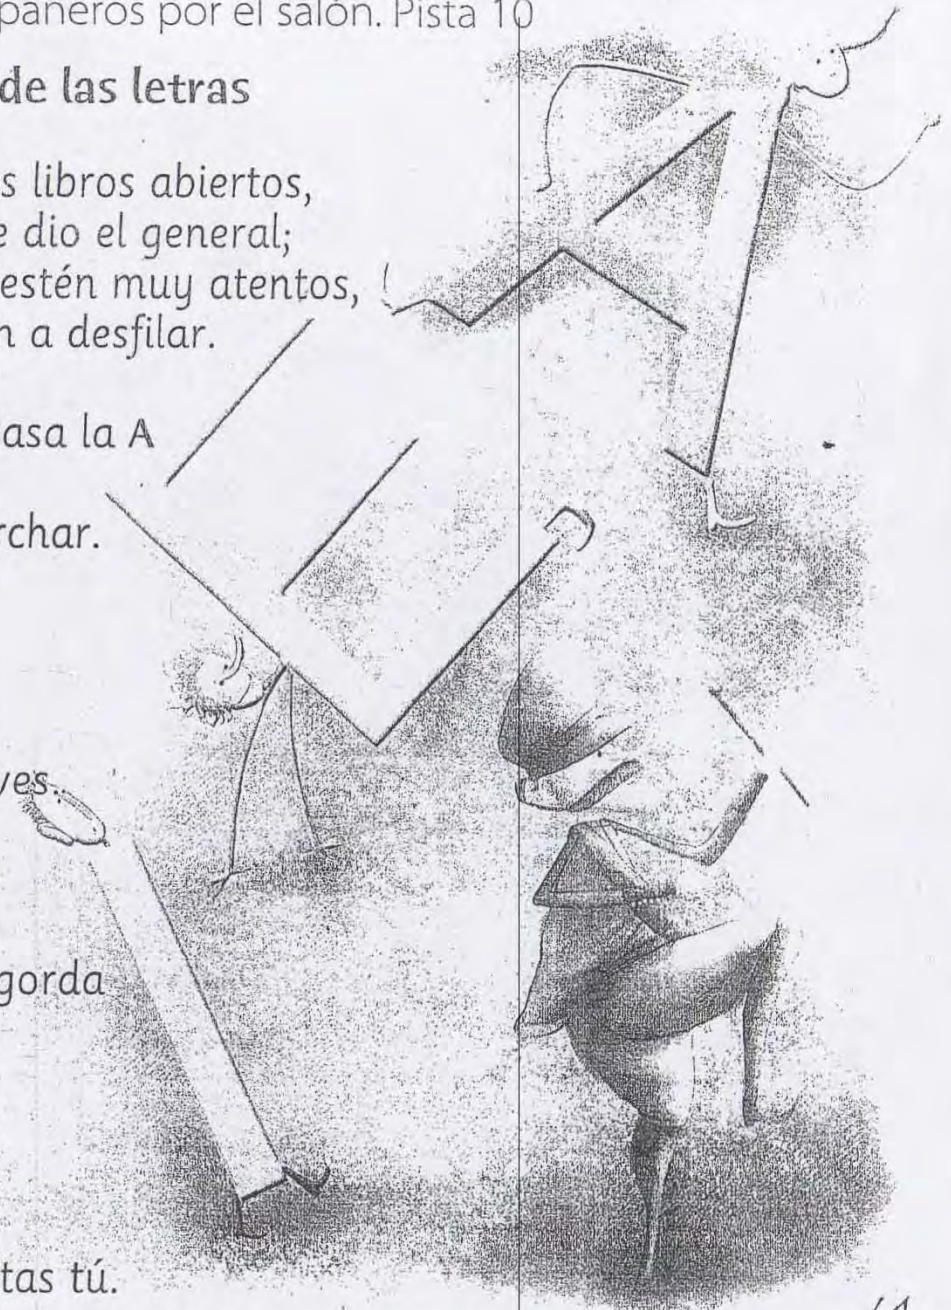 pañeros por el salón. Pista 10
de las letras
s libros abiertos,
e dio el general;
estén muy atentos,
n a desfilar.
asa la A
rchar.
ves
gorda
tas tú.